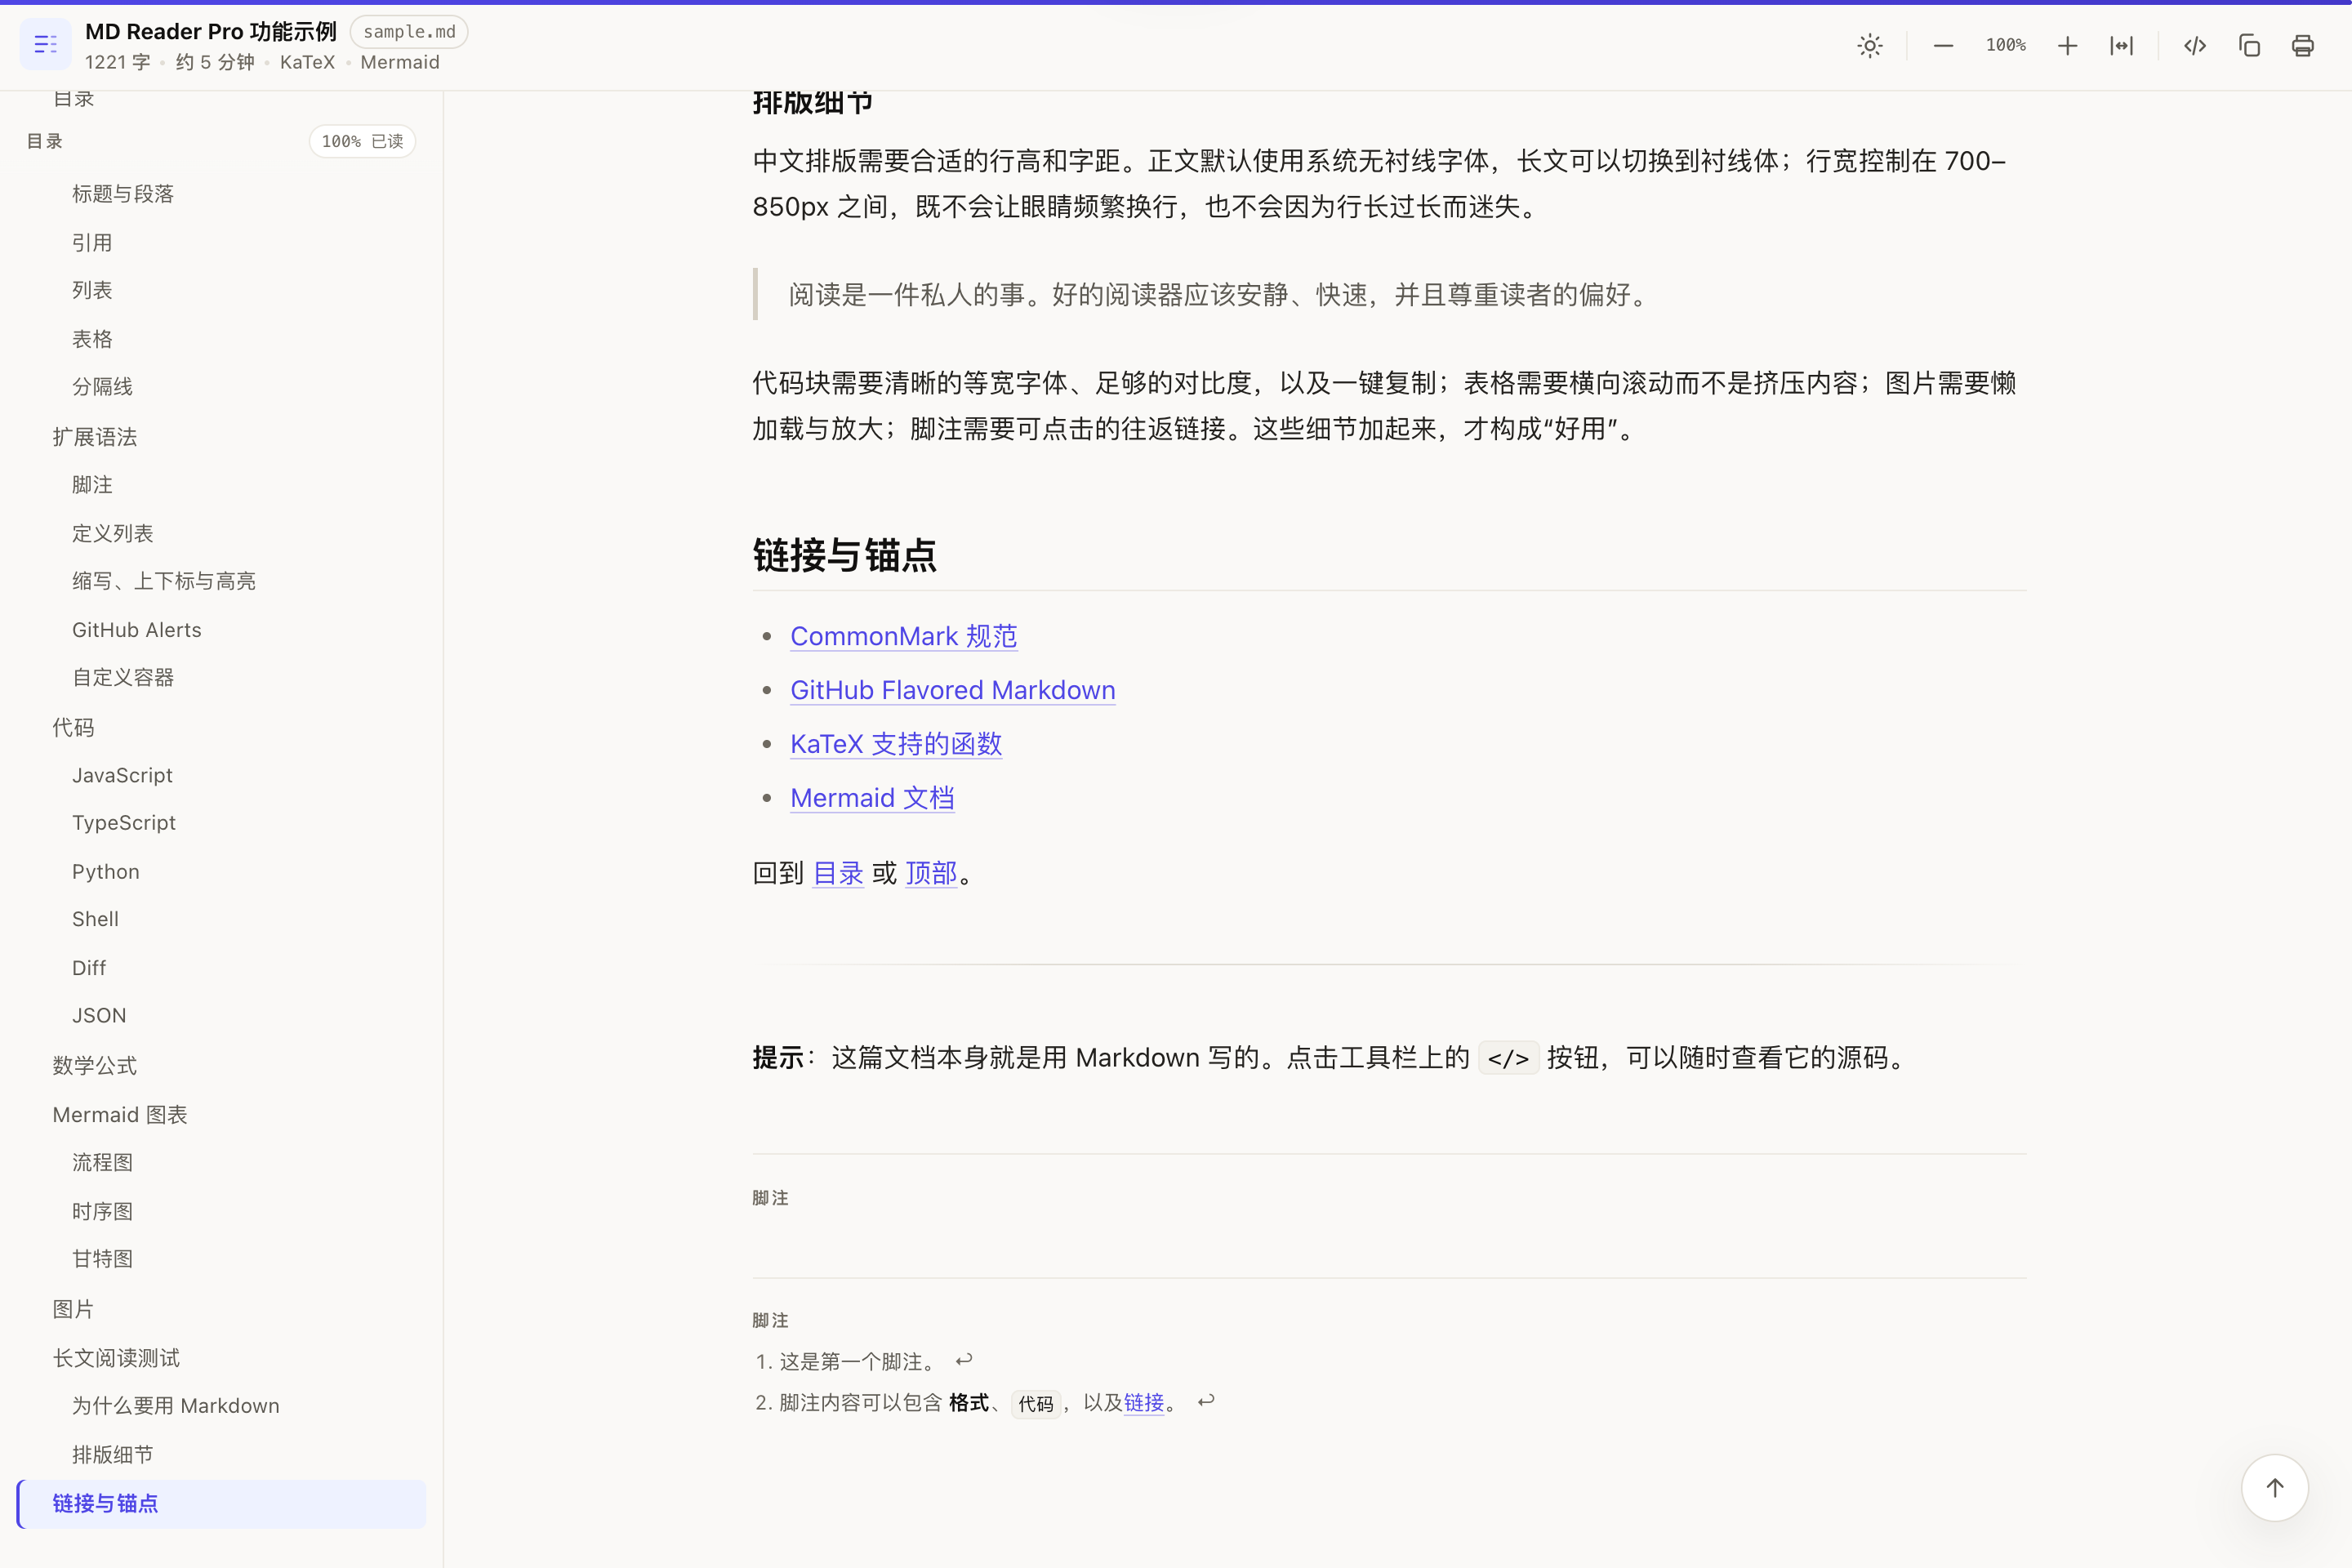 MD Reader Pro 功能示例 sample.md
1221 字 • 约 5 分钟 • KaTeX • Mermaid
100%
目录
目录 100% 已读
标题与段落
引用
列表
表格
分隔线
扩展语法
脚注
定义列表
缩写、上下标与高亮
GitHub Alerts
自定义容器
代码
JavaScript
TypeScript
Python
Shell
Diff
JSON
数学公式
Mermaid 图表
流程图
时序图
甘特图
图片
长文阅读测试
为什么要用 Markdown
排版细节
链接与锚点
排版细节
中文排版需要合适的行高和字距。正文默认使用系统无衬线字体，长文可以切换到衬线体；行宽控制在 700–
850px 之间，既不会让眼睛频繁换行，也不会因为行长过长而迷失。
阅读是一件私人的事。好的阅读器应该安静、快速，并且尊重读者的偏好。
代码块需要清晰的等宽字体、足够的对比度，以及一键复制；表格需要横向滚动而不是挤压内容；图片需要懒
加载与放大；脚注需要可点击的往返链接。这些细节加起来，才构成“好用”。
链接与锚点
• CommonMark 规范
• GitHub Flavored Markdown
• KaTeX 支持的函数
• Mermaid 文档
回到 目录 或 顶部。
提示：这篇文档本身就是用 Markdown 写的。点击工具栏上的 </> 按钮，可以随时查看它的源码。
脚注
脚注
1. 这是第一个脚注。 ↩
2. 脚注内容可以包含 格式、代码，以及链接。 ↩